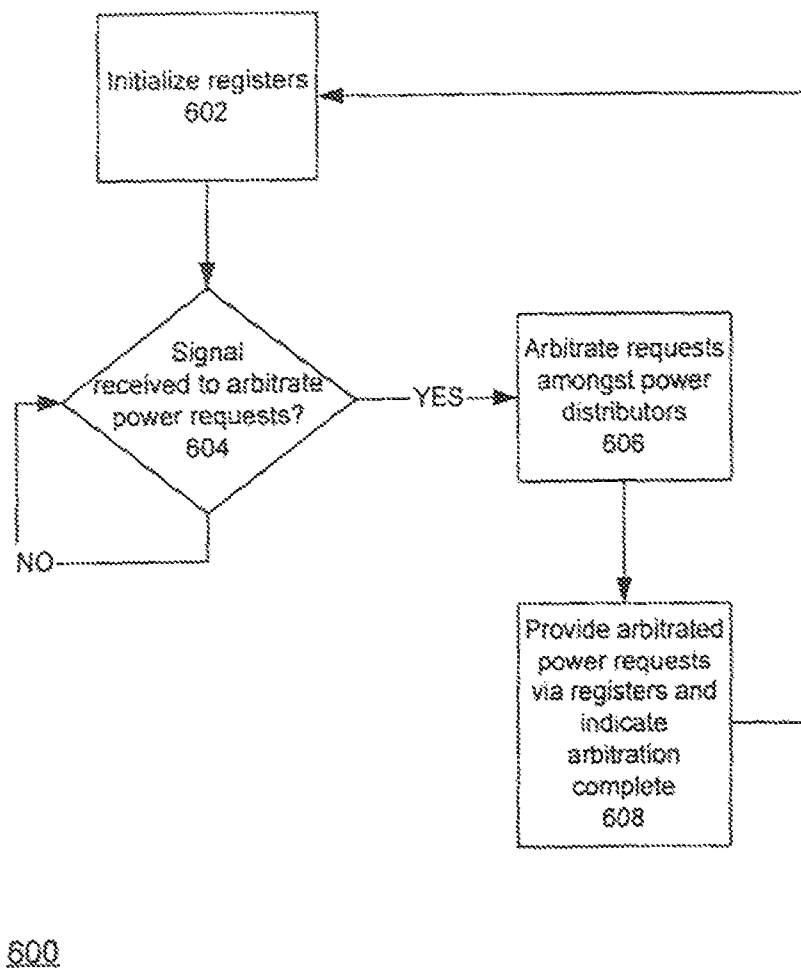 Initialize registers
602
Signal
received to arbitrate
power requests?
604
YES
NO
Arbitrate requests
amongst power
distributors
606
Provide arbitrated
power requests
via registers and
indicate
arbitration
complete
608
600